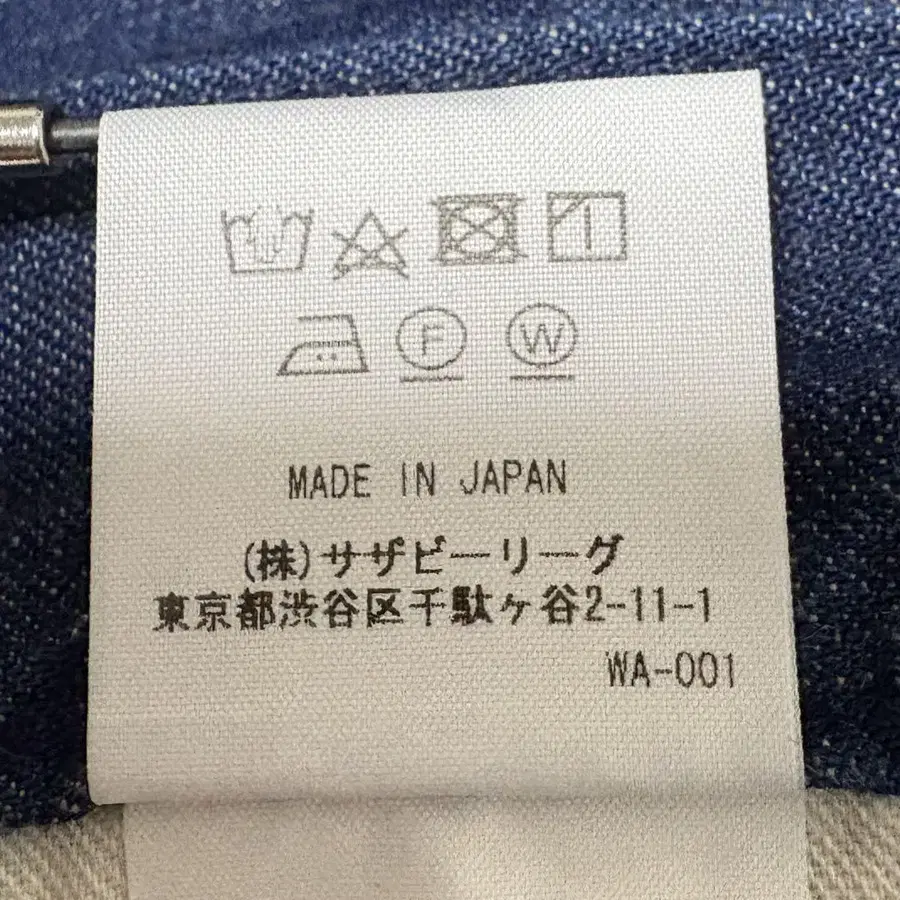 F W
MADE IN JAPAN
(株)サザビーリーグ
東京都渋谷区千駄ヶ谷2-11-1
WA-001